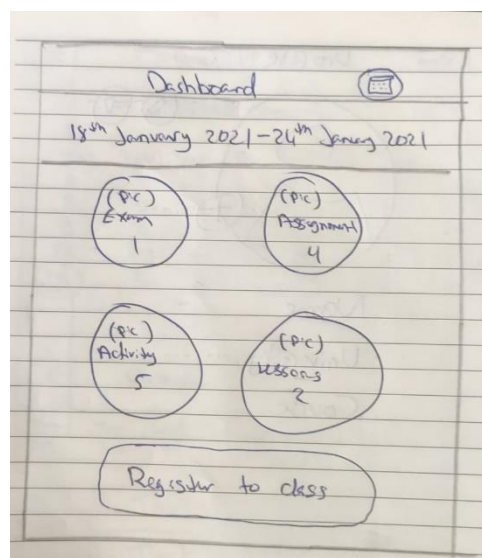 Dashboard
18th January 2021 - 24th January 2021
(Pic)
Exam
1
(Pic)
Assignment
4
(Pic)
Activity
5
(Pic)
Lessons
2
Register to class